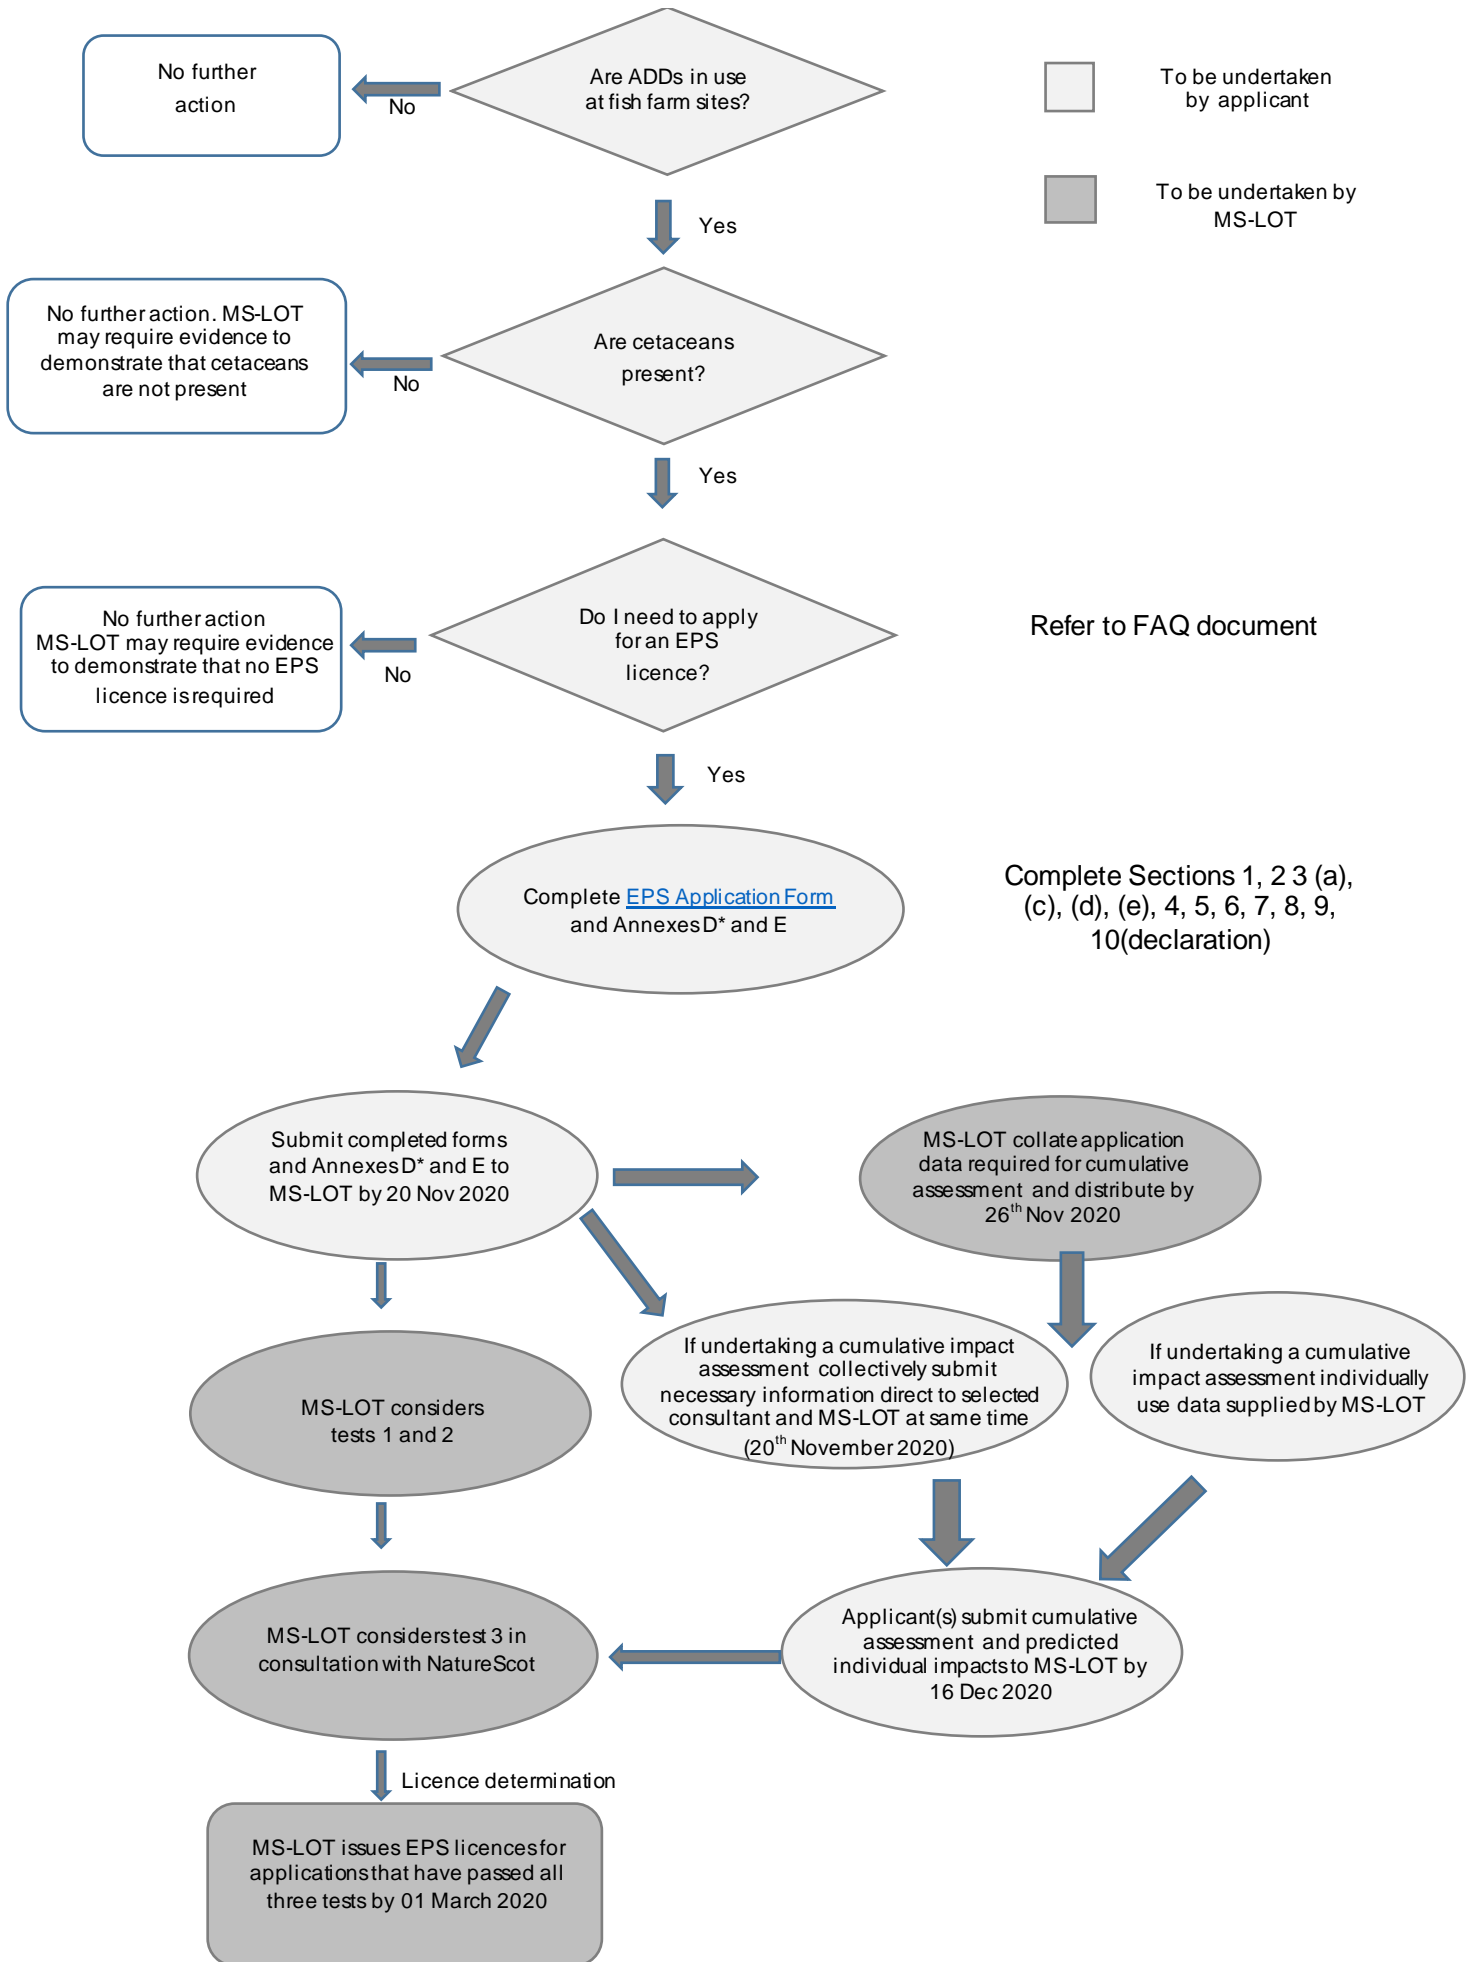 No further
action
No
Are ADDs in use
at fish farm sites?
To be undertaken
by applicant
To be undertaken by
MS-LOT
Yes
No further action. MS-LOT
may require evidence to
demonstrate that cetaceans
are not present
No
Are cetaceans
present?
Yes
No further action
MS-LOT may require evidence
to demonstrate that no EPS
licence is required
No
Do I need to apply
for an EPS
licence?
Refer to FAQ document
Yes
Complete EPS Application Form
and Annexes D* and E
Complete Sections 1, 2 3 (a),
(c), (d), (e), 4, 5, 6, 7, 8, 9,
10(declaration)
Submit completed forms
and Annexes D* and E to
MS-LOT by 20 Nov 2020
MS-LOT collate application
data required for cumulative
assessment and distribute by
26th Nov 2020
MS-LOT considers
tests 1 and 2
If undertaking a cumulative impact
assessment collectively submit
necessary information direct to selected
consultant and MS-LOT at same time
(20th November 2020)
If undertaking a cumulative
impact assessment individually
use data supplied by MS-LOT
MS-LOT considers test 3 in
consultation with NatureScot
Applicant(s) submit cumulative
assessment and predicted
individual impacts to MS-LOT by
16 Dec 2020
Licence determination
MS-LOT issues EPS licences for
applications that have passed all
three tests by 01 March 2020